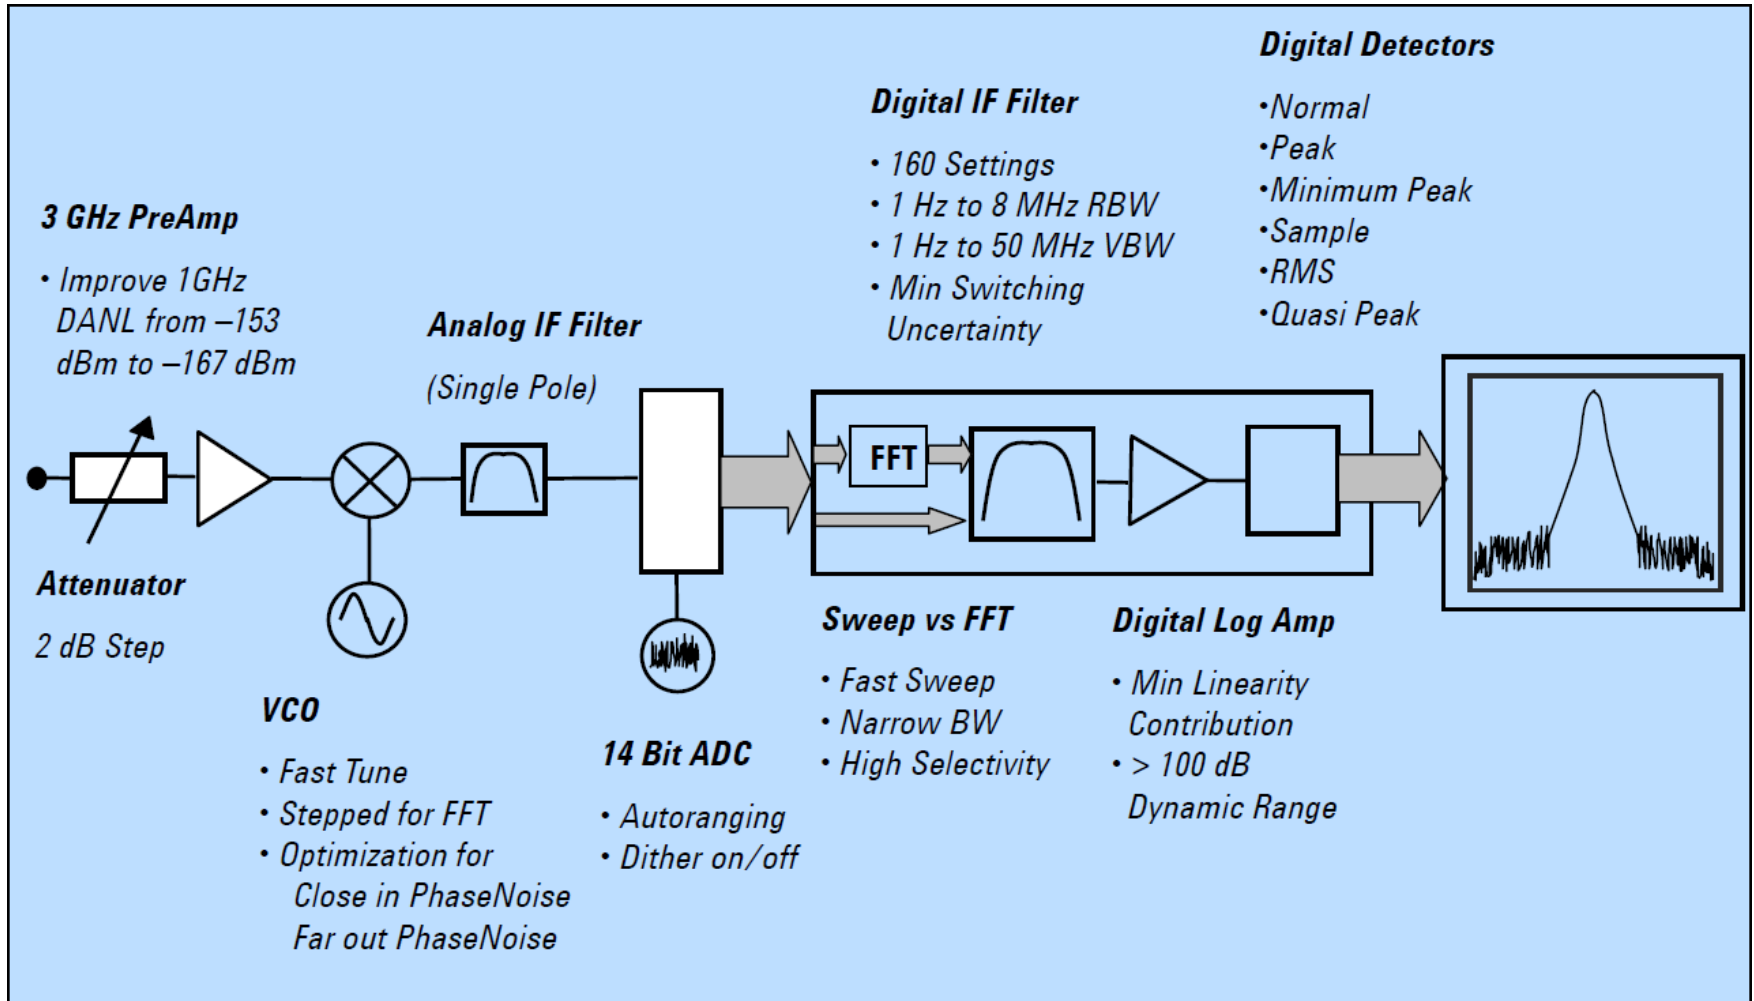 3 GHz PreAmp
• Improve 1GHz
DANL from –153
dBm to –167 dBm
Attenuator
2 dB Step
VCO
• Fast Tune
• Stepped for FFT
• Optimization for
Close in PhaseNoise
Far out PhaseNoise
Analog IF Filter
(Single Pole)
14 Bit ADC
• Autoranging
• Dither on/off
Digital IF Filter
• 160 Settings
• 1 Hz to 8 MHz RBW
• 1 Hz to 50 MHz VBW
• Min Switching
Uncertainty
FFT
Sweep vs FFT
• Fast Sweep
• Narrow BW
• High Selectivity
Digital Log Amp
• Min Linearity
Contribution
• > 100 dB
Dynamic Range
Digital Detectors
•Normal
•Peak
•Minimum Peak
•Sample
•RMS
•Quasi Peak